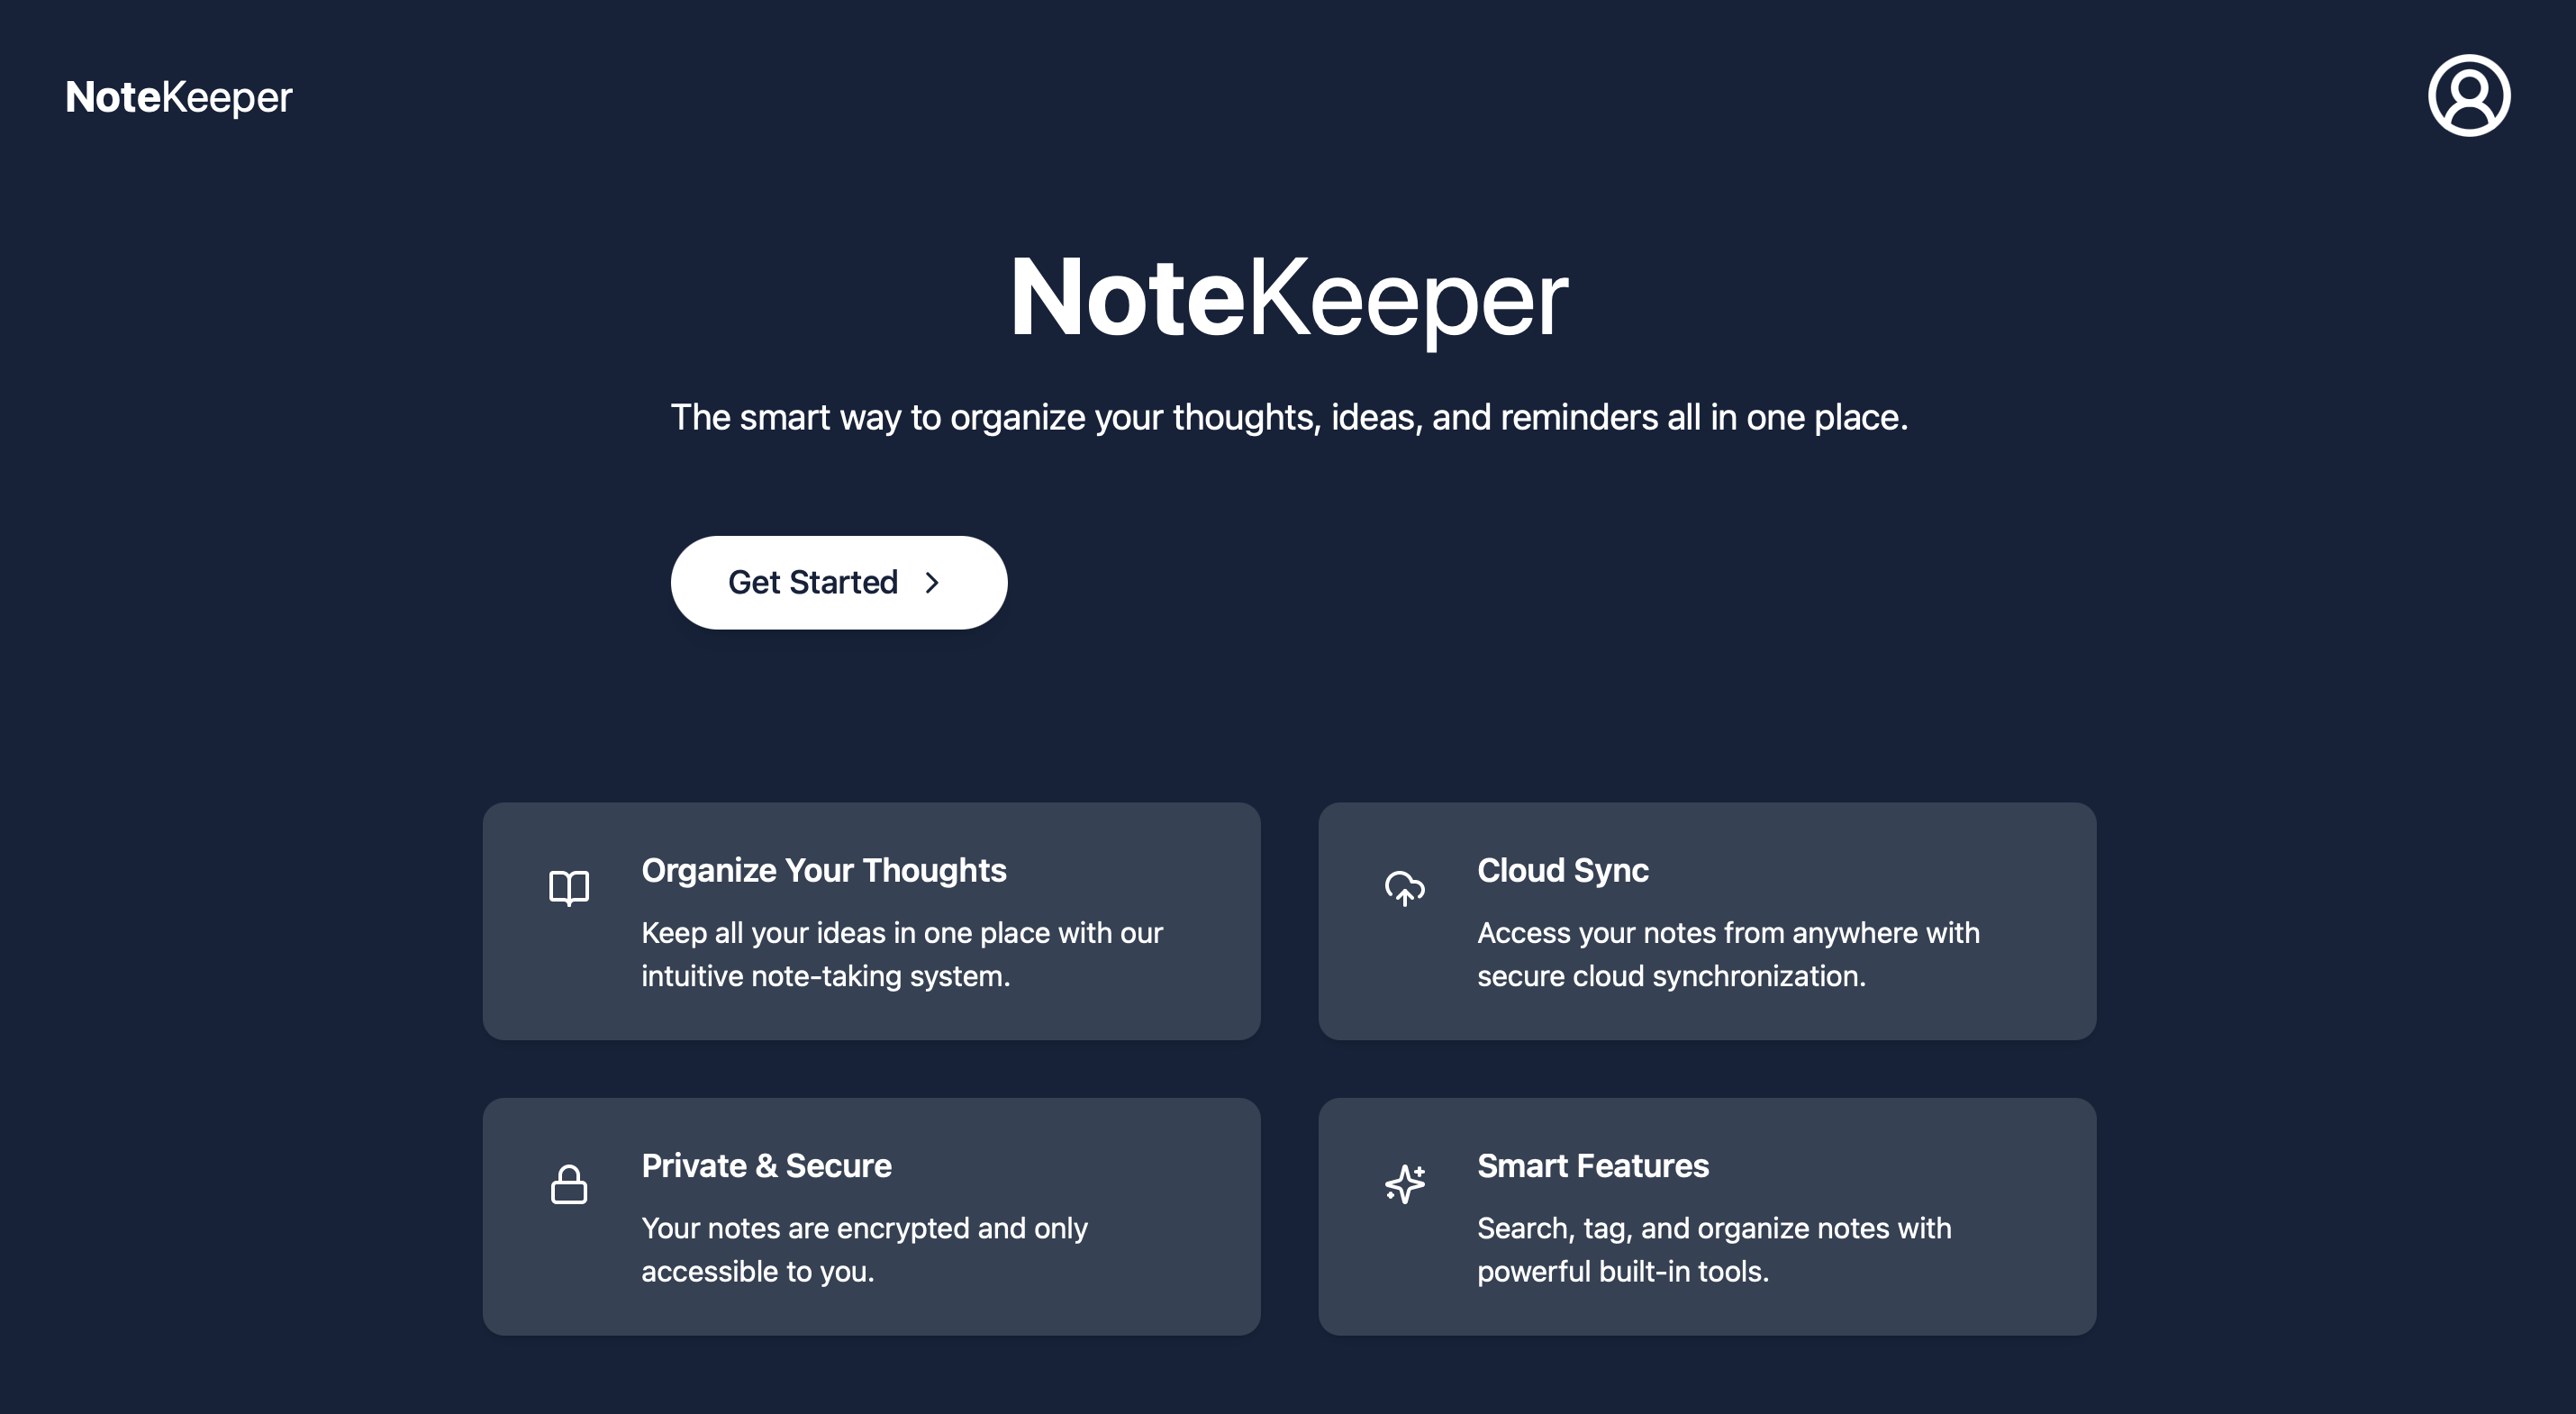 NoteKeeper
NoteKeeper
The smart way to organize your thoughts, ideas, and reminders all in one place.
Get Started
Organize Your Thoughts
Keep all your ideas in one place with our
intuitive note-taking system.
Cloud Sync
Access your notes from anywhere with
secure cloud synchronization.
Private & Secure
Your notes are encrypted and only
accessible to you.
Smart Features
Search, tag, and organize notes with
powerful built-in tools.